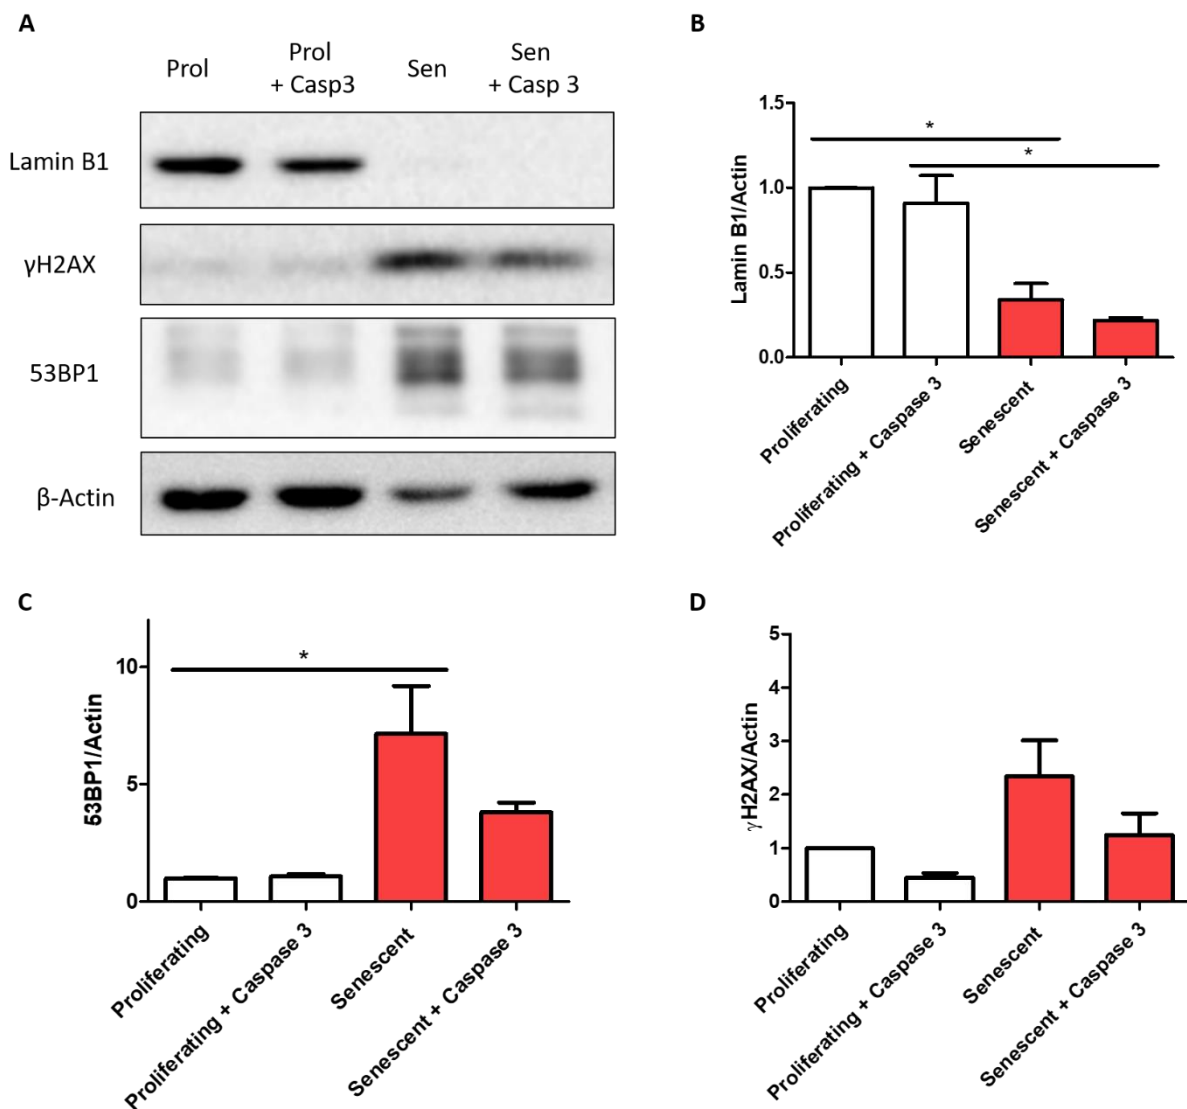 A
Prol
Prol
+ Casp3
Sen
Sen
+ Casp 3
Lamin B1
γH2AX
53BP1
β-Actin
B
Lamin B1/Actin
1.5
1.0
0.5
0.0
*
*
Proliferating
Proliferating + Caspase 3
Senescent
Senescent + Caspase 3
C
53BP1/Actin
10
5
0
*
Proliferating
Proliferating + Caspase 3
Senescent
Senescent + Caspase 3
D
γH2AX/Actin
5
4
3
2
1
0
Proliferating
Proliferating + Caspase 3
Senescent
Senescent + Caspase 3